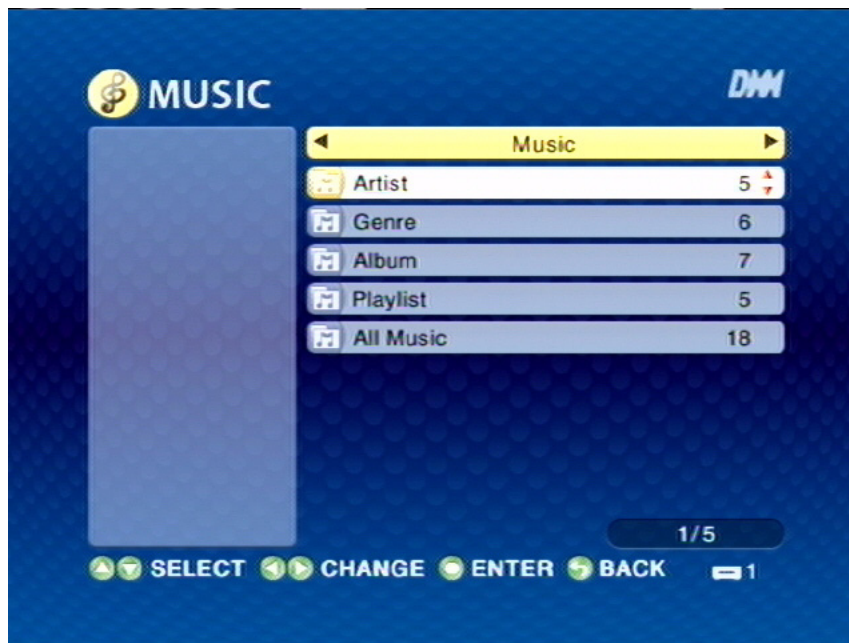 MUSIC
DMM
Music
Artist 5
Genre 6
Album 7
Playlist 5
All Music 18
1/5
SELECT CHANGE ENTER BACK 1